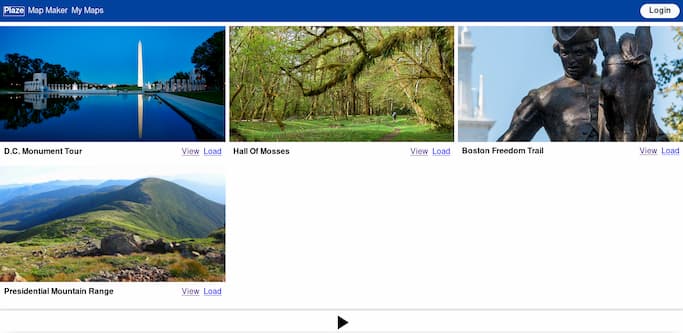 Plaze Map Maker My Maps Login
D.C. Monument Tour View Load
Hall Of Mosses View Load
Boston Freedom Trail View Load
Presidential Mountain Range View Load